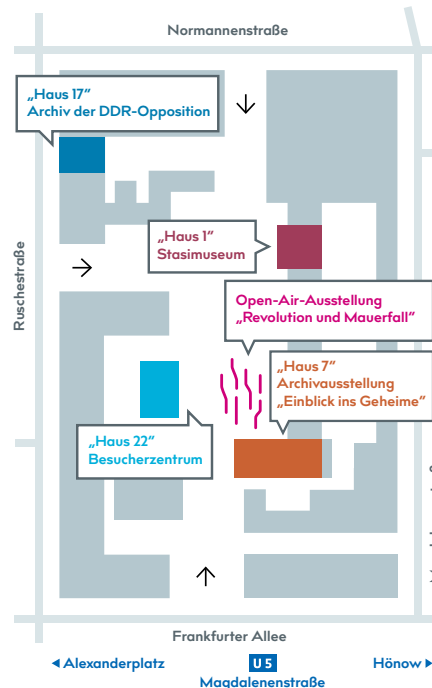 Normannenstraße
„Haus 17“
Archiv der DDR-Opposition
„Haus 1“
Stasimuseum
Ruschestraße
Open-Air-Ausstellung
„Revolution und Mauerfall“
„Haus 7“
Archivausstellung
„Einblick ins Geheime“
„Haus 22“
Besucherzentrum
Frankfurter Allee
Alexanderplatz
U5
Magdalenenstraße
Hönow